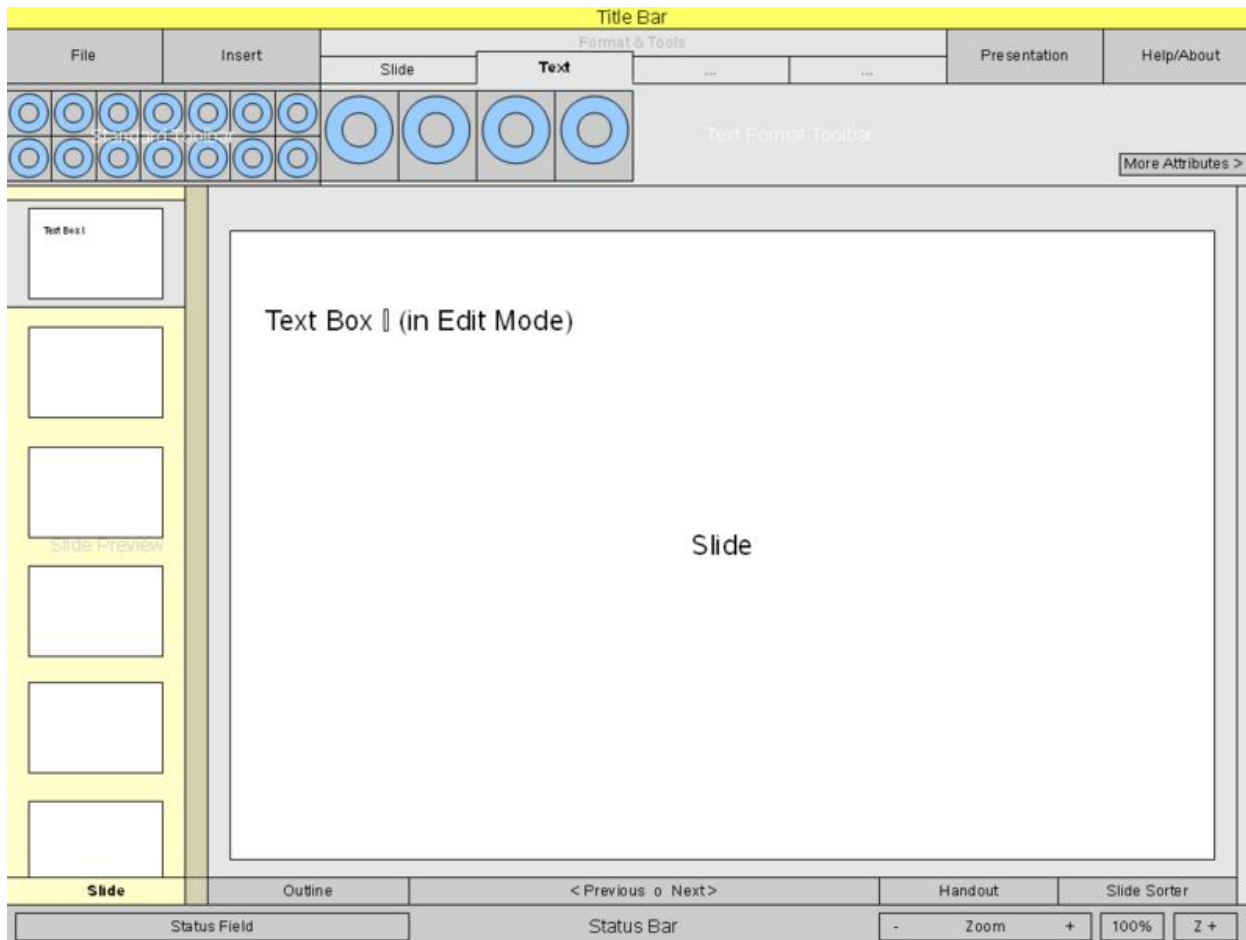 Title Bar
File
Insert
Format & Tools
Slide
Text
...
...
Presentation
Help/About
Standard Toolbar
Text Format Toolbar
More Attributes >
Text Box I
Text Box ▯ (in Edit Mode)
Slide Preview
Slide
Slide
Outline
< Previous o Next >
Handout
Slide Sorter
Status Field
Status Bar
- Zoom +
100%
Z +